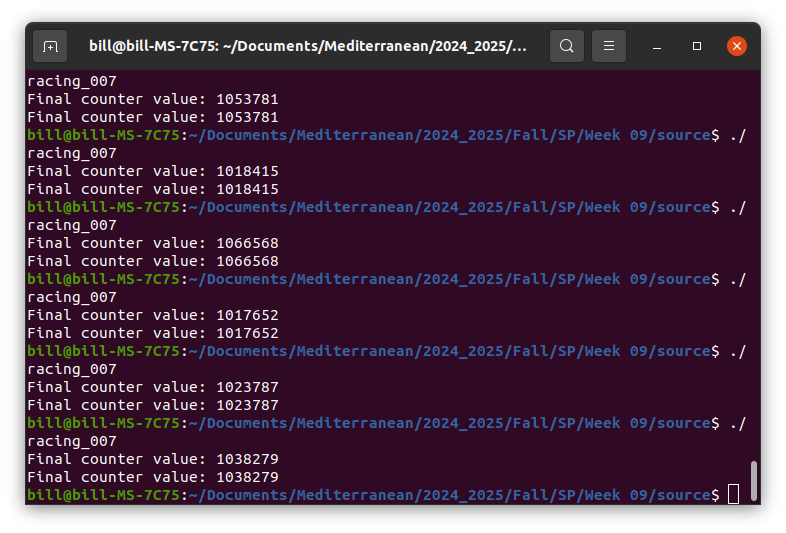 bill@bill-MS-7C75: ~/Documents/Mediterranean/2024_2025/...
racing_007
Final counter value: 1053781
Final counter value: 1053781
bill@bill-MS-7C75:~/Documents/Mediterranean/2024_2025/Fall/SP/Week 09/source$ ./
racing_007
Final counter value: 1018415
Final counter value: 1018415
bill@bill-MS-7C75:~/Documents/Mediterranean/2024_2025/Fall/SP/Week 09/source$ ./
racing_007
Final counter value: 1066568
Final counter value: 1066568
bill@bill-MS-7C75:~/Documents/Mediterranean/2024_2025/Fall/SP/Week 09/source$ ./
racing_007
Final counter value: 1017652
Final counter value: 1017652
bill@bill-MS-7C75:~/Documents/Mediterranean/2024_2025/Fall/SP/Week 09/source$ ./
racing_007
Final counter value: 1023787
Final counter value: 1023787
bill@bill-MS-7C75:~/Documents/Mediterranean/2024_2025/Fall/SP/Week 09/source$ ./
racing_007
Final counter value: 1038279
Final counter value: 1038279
bill@bill-MS-7C75:~/Documents/Mediterranean/2024_2025/Fall/SP/Week 09/source$